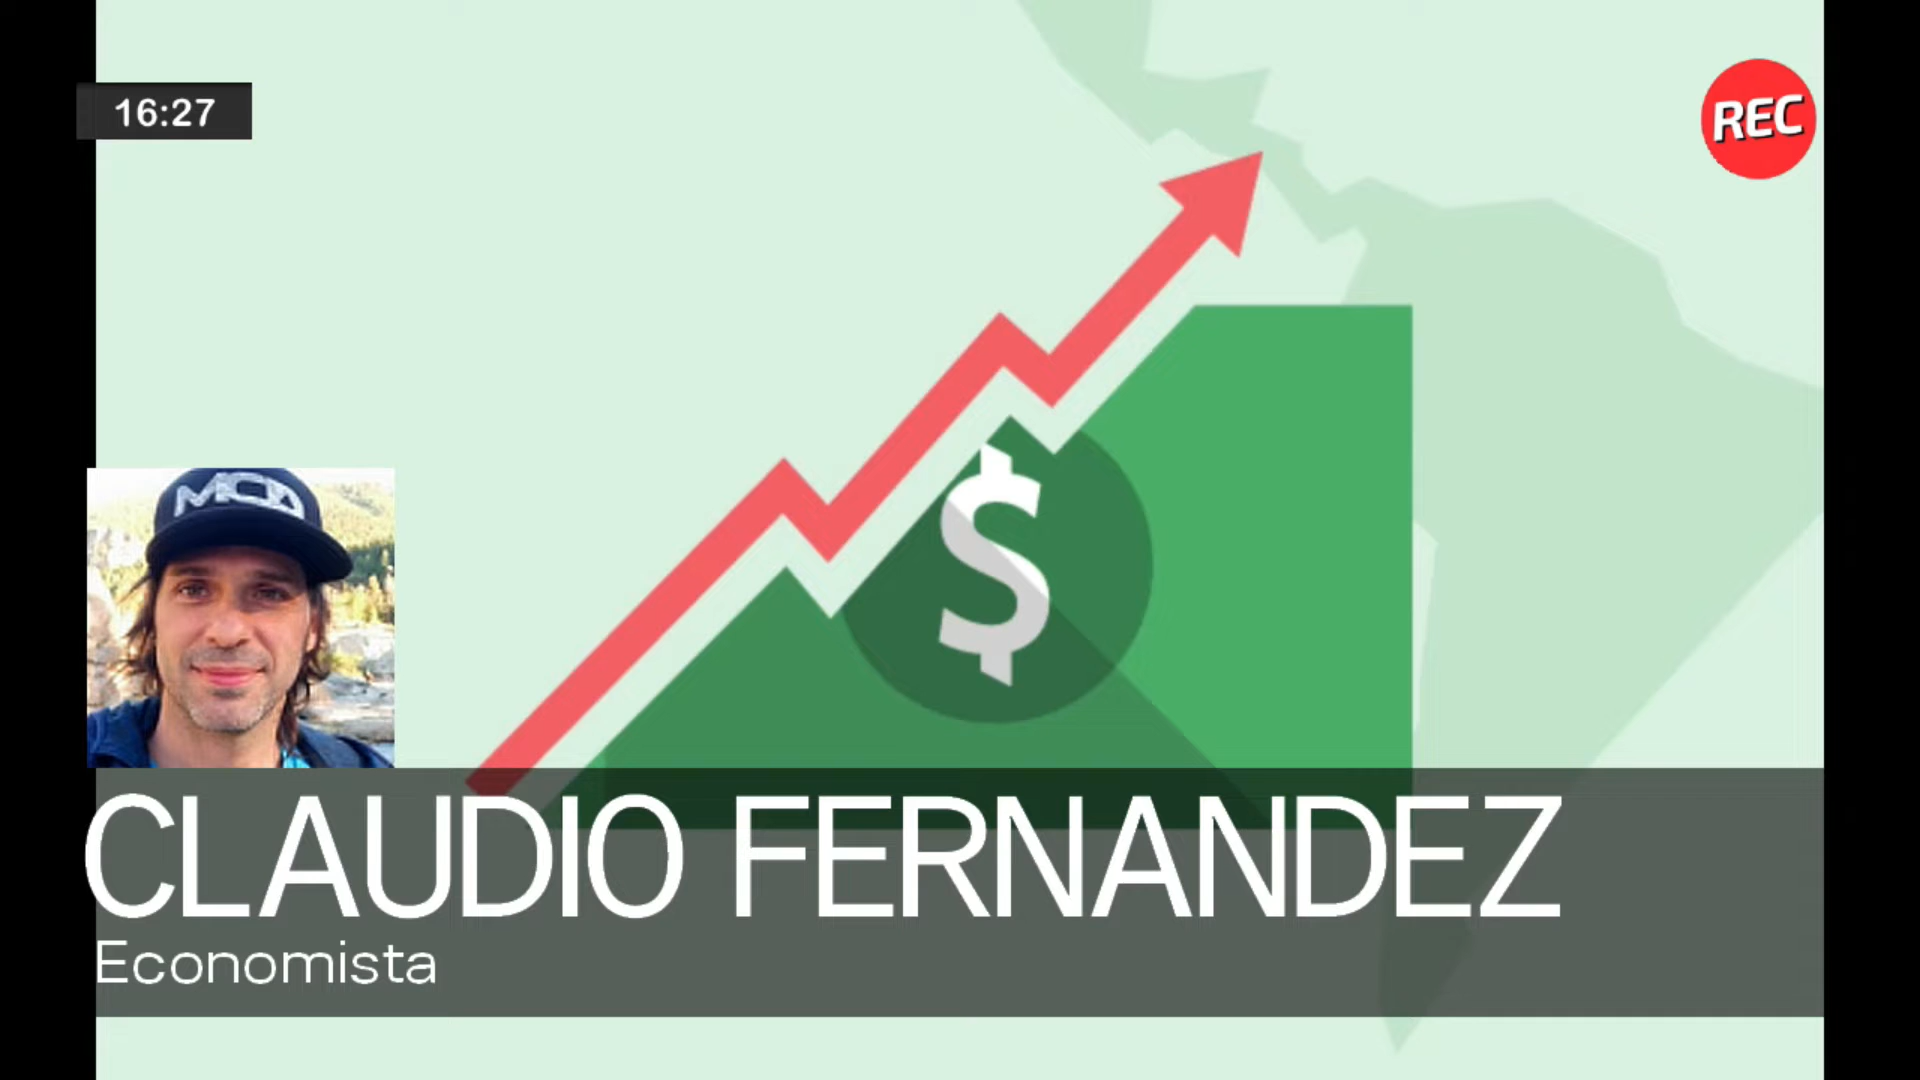 16:27
REC
MCD
$
CLAUDIO FERNANDEZ
Economista